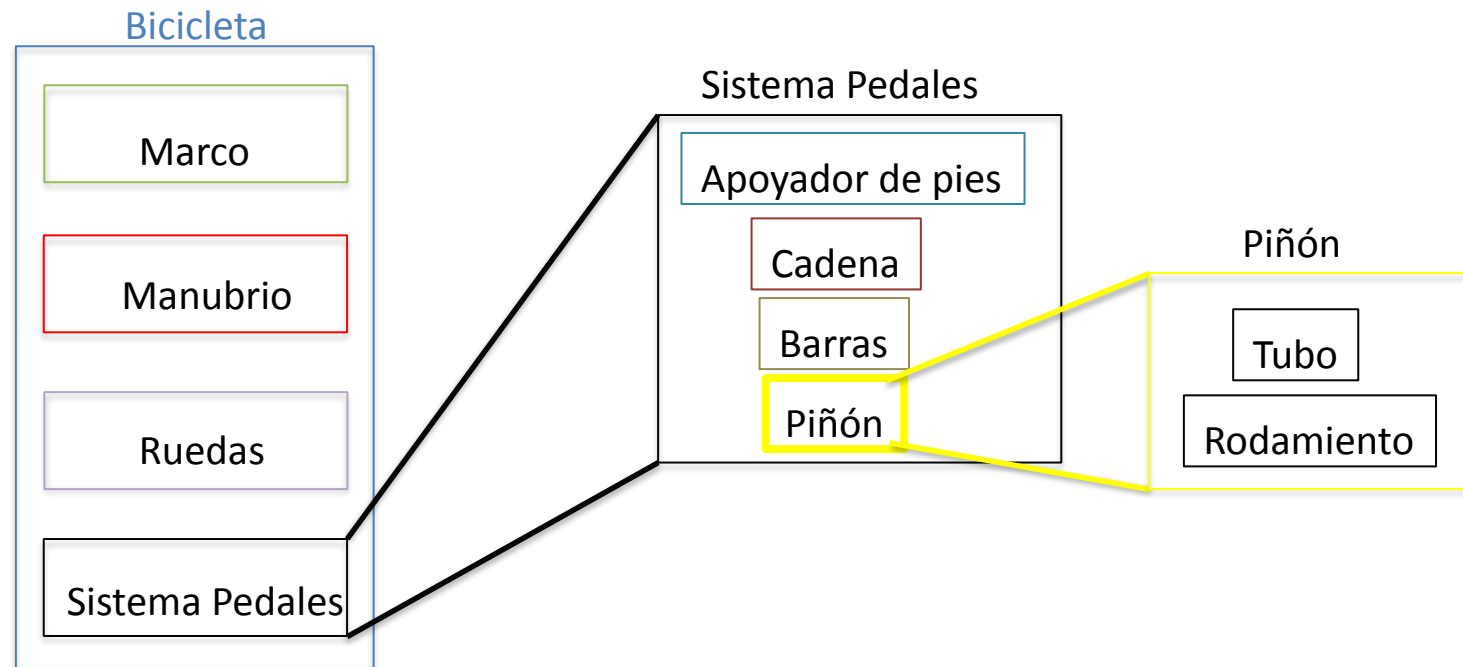 Bicicleta
Marco
Manubrio
Ruedas
Sistema Pedales
Sistema Pedales
Apoyador de pies
Cadena
Barras
Piñón
Piñón
Tubo
Rodamiento